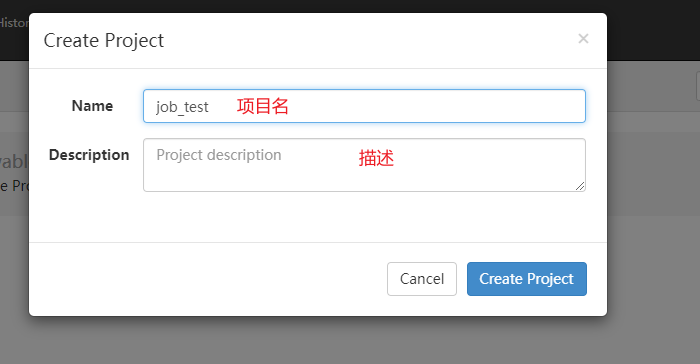 Histor
Create Project ×
Name job_test 项目名
Description Project description 描述
vabl
e Pro
Cancel Create Project